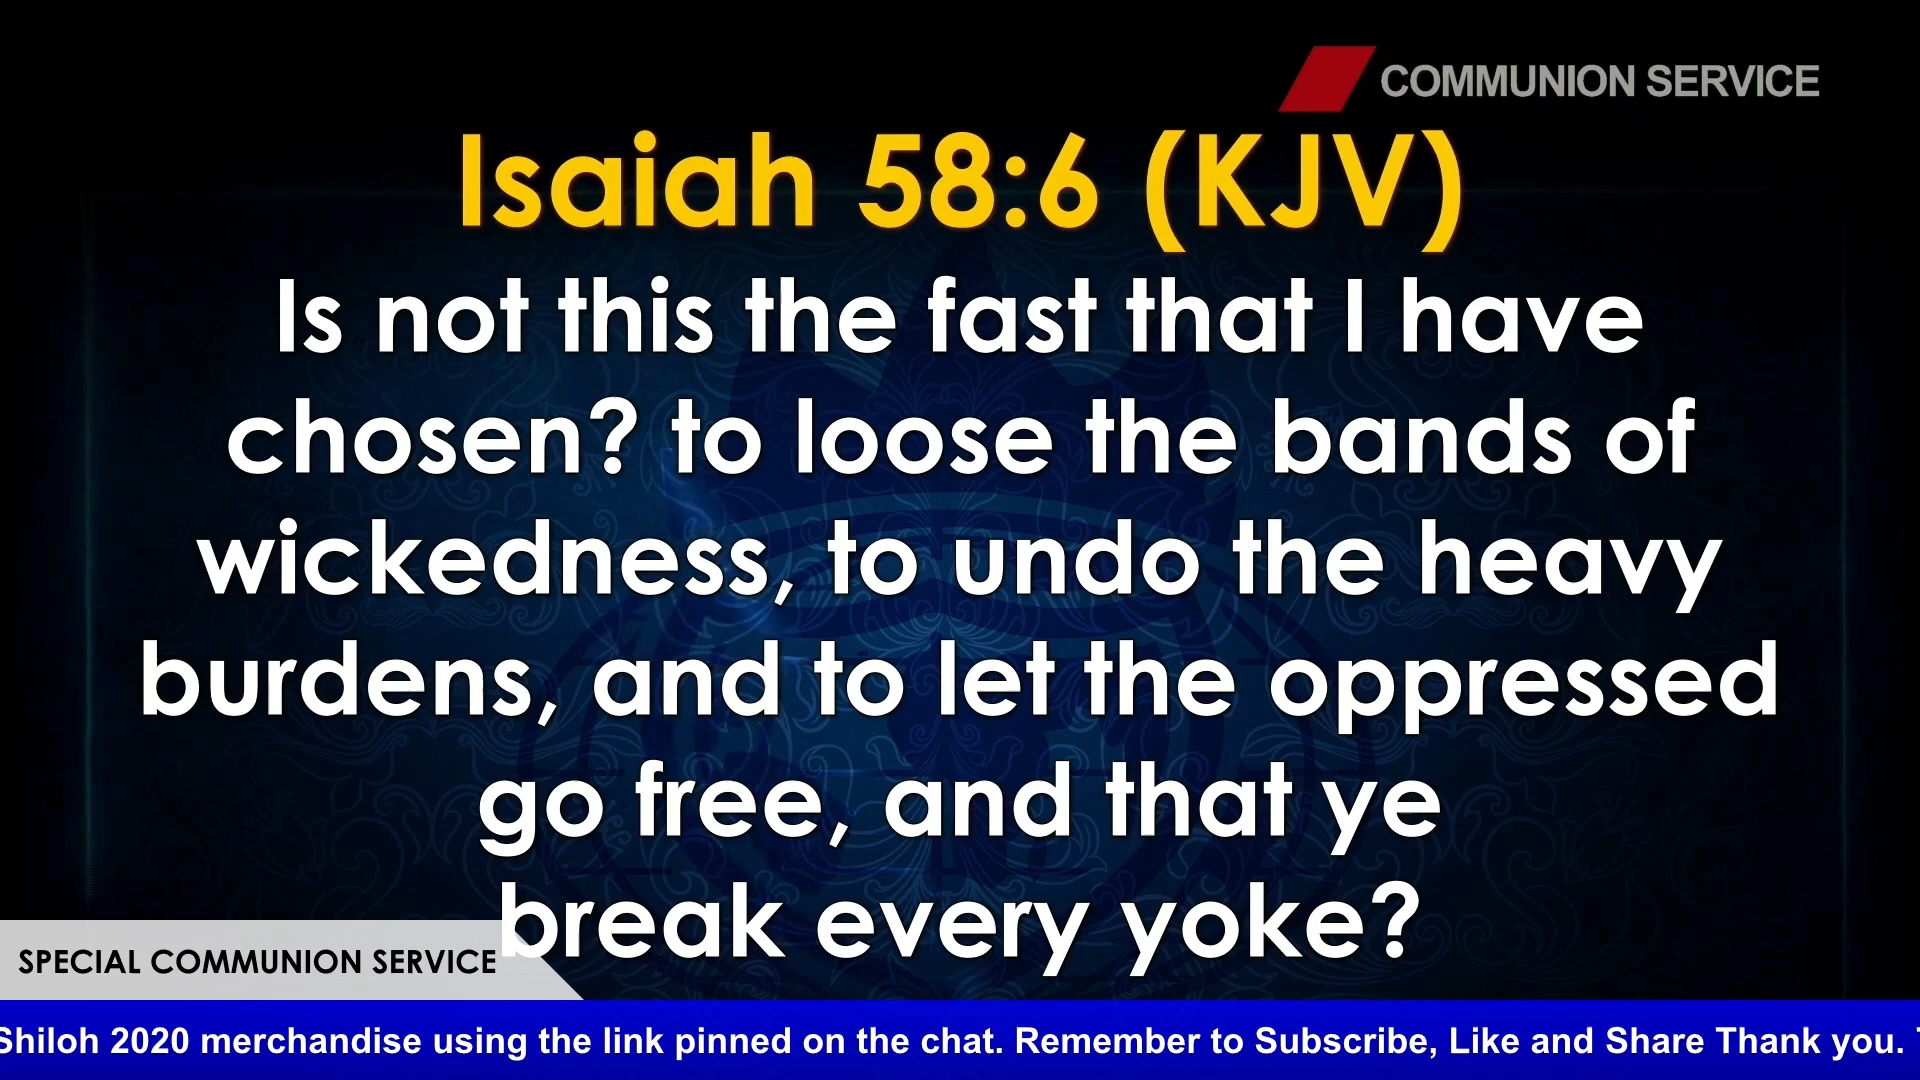 COMMUNION SERVICE
Isaiah 58:6 (KJV)
Is not this the fast that I have
chosen? to loose the bands of
wickedness, to undo the heavy
burdens, and to let the oppressed
go free, and that ye
break every yoke?
SPECIAL COMMUNION SERVICE
Shiloh 2020 merchandise using the link pinned on the chat. Remember to Subscribe, Like and Share Thank you.